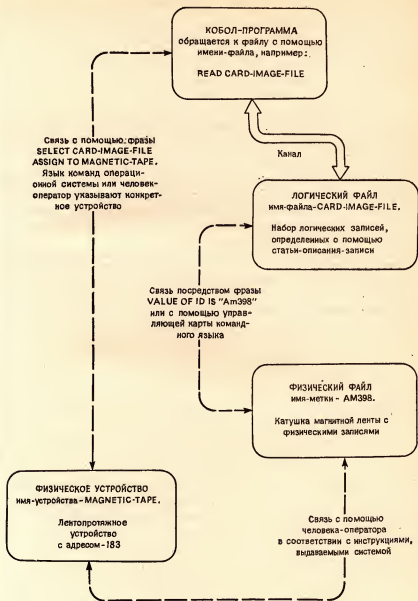 КОБОЛ-ПРОГРАММА
обращается к файлу с помощью
имени-файла, например:
READ CARD-IMAGE-FILE
Связь с помощью фразы
SELECT CARD-IMAGE-FILE
ASSIGN TO MAGNETIC-TAPE.
Язык команд операци-
онной системы или человек-
оператор указывают конкрет-
ное устройство
Канал
ЛОГИЧЕСКИЙ ФАЙЛ
имя-файла-CARD-IMAGE-FILE.
Набор логических записей,
определенных с помощью
статьи-описания-записи
Связь посредством фразы
VALUE OF ID IS "Am398"
или с помощью управ-
ляющей карты команд-
ного языка
ФИЗИЧЕСКИЙ ФАЙЛ
имя-метки - AM398.
Катушка магнитной ленты с
физическими записями
ФИЗИЧЕСКОЕ УСТРОЙСТВО
имя-устройства-MAGNETIC-TAPE.
Лентопротяжное
устройство
с адресом-183
Связь с помощью
человека-оператора
в соответствии с инструкциями,
выдаваемыми системой